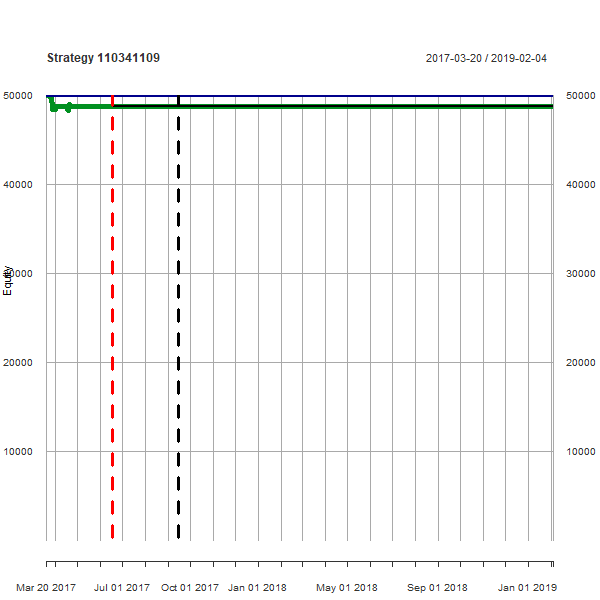 Strategy 110341109
2017-03-20 / 2019-02-04
50000
50000
40000
40000
Equity
30000
30000
20000
20000
10000
10000
Mar 20 2017
Jul 01 2017
Oct 01 2017
Jan 01 2018
May 01 2018
Sep 01 2018
Jan 01 2019